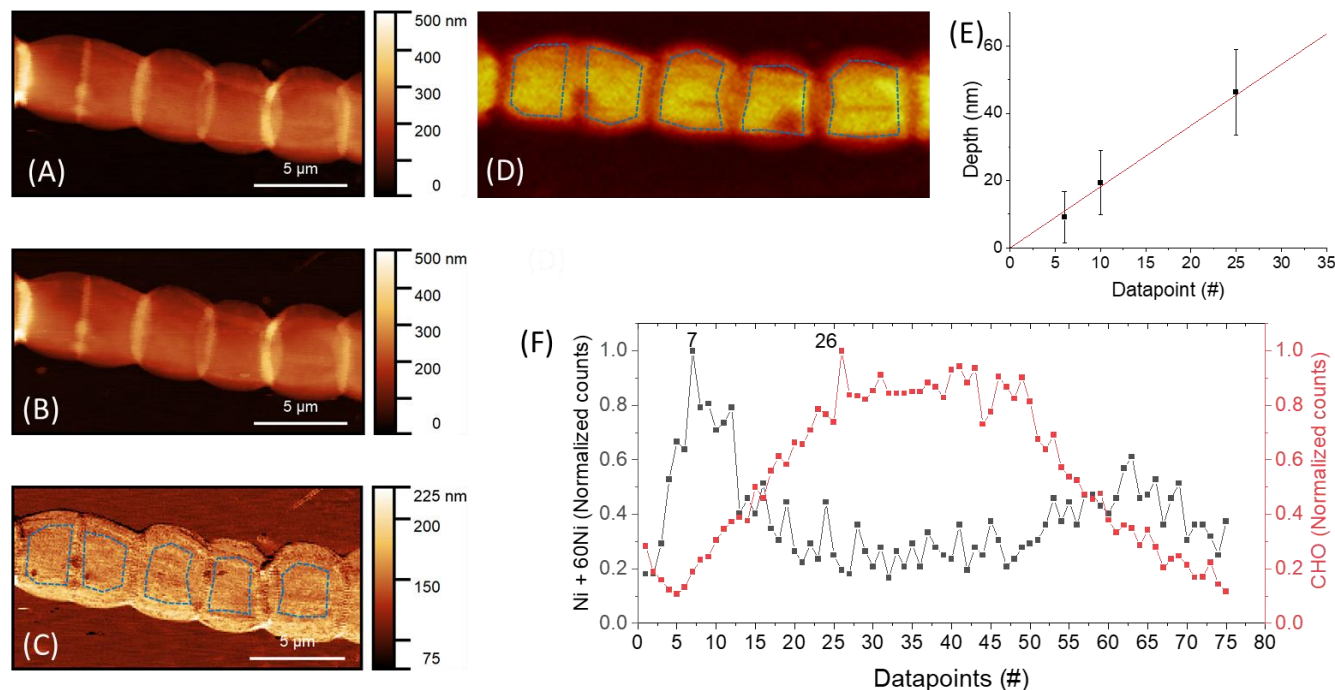 (A)
5 µm
500 nm
400
300
200
100
0
(B)
5 µm
500 nm
400
300
200
100
0
(C)
5 µm
225 nm
200
150
100
75
(D)
(E)
Depth (nm)
60
40
20
0
0 5 10 15 20 25 30 35
Datapoint (#)
(F)
Ni + 60Ni (Normalized counts)
1.0
0.8
0.6
0.4
0.2
0.0
7
26
1.0
0.8
0.6
0.4
0.2
0.0
CHO (Normalized counts)
0 5 10 15 20 25 30 35 40 45 50 55 60 65 70 75 80
Datapoints (#)